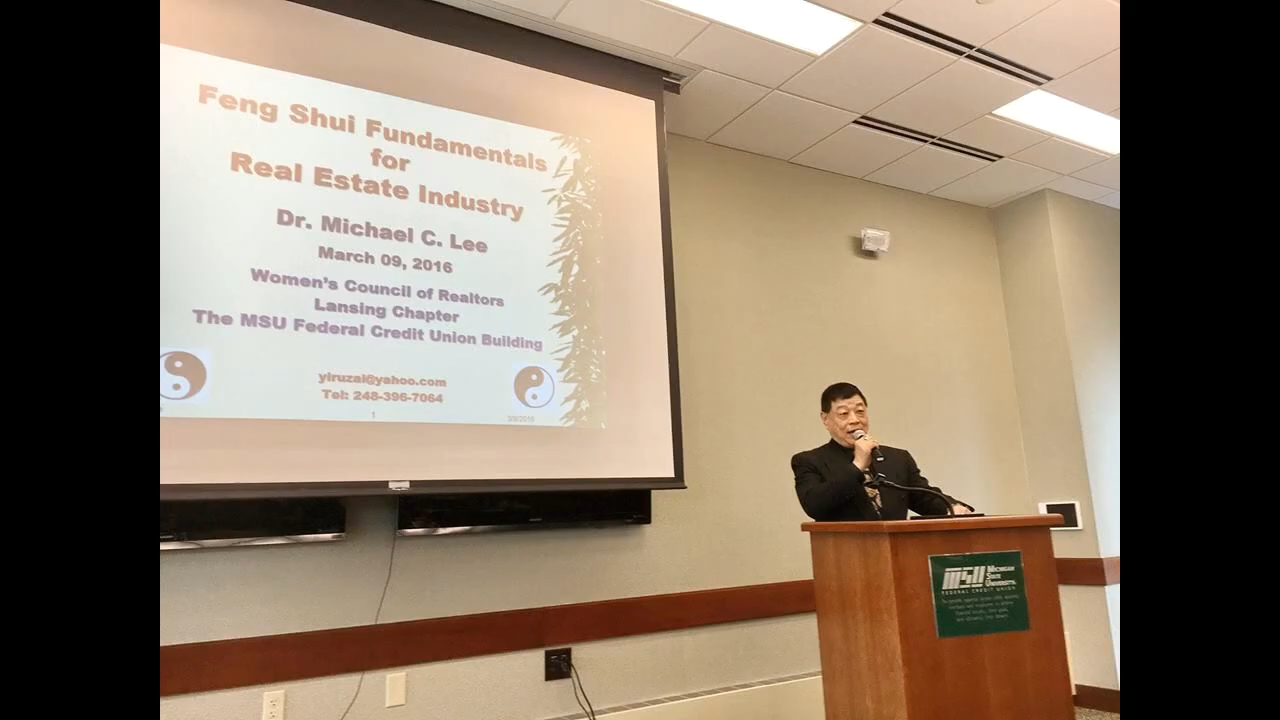 Feng Shui Fundamentals
for
Real Estate Industry
Dr. Michael C. Lee
March 09, 2016
Women's Council of Realtors
Lansing Chapter
The MSU Federal Credit Union Building
yiruzai@yahoo.com
Tel: 248-396-7064
1
3/9/2016
MSU MICHIGAN
STATE
UNIVERSITY
FEDERAL CREDIT UNION